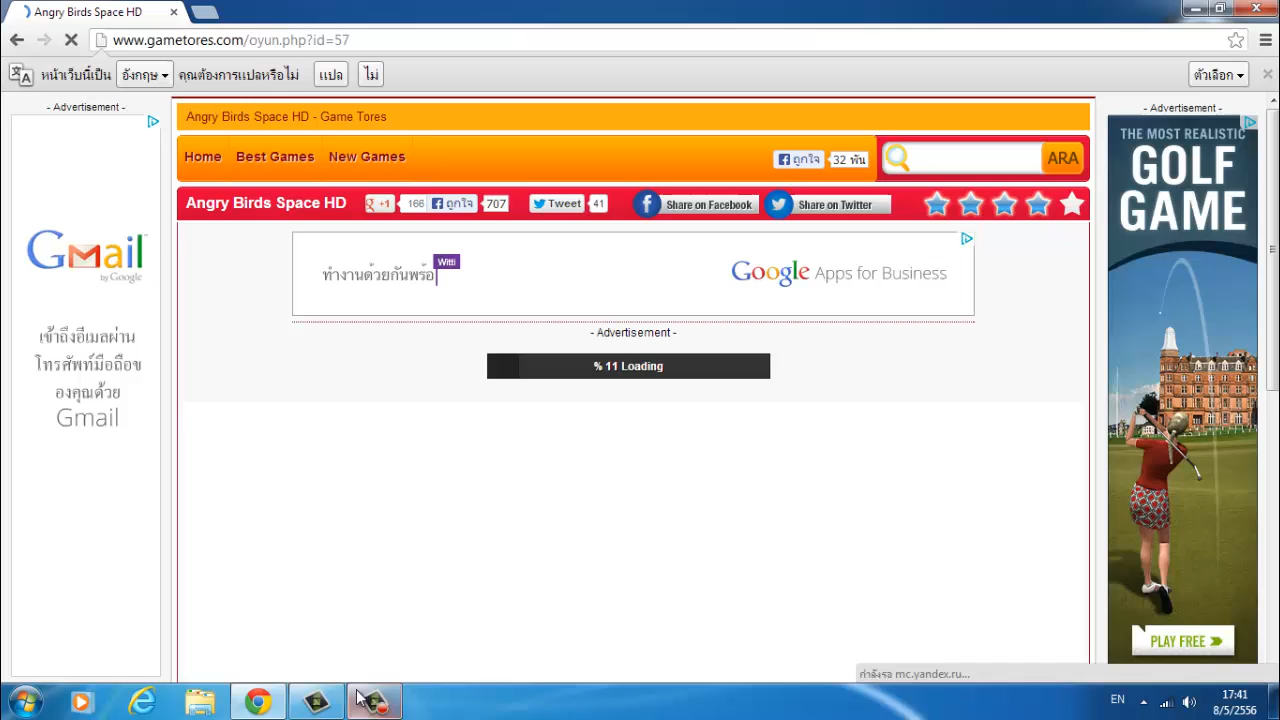 Angry Birds Space HD
www.gametores.com/oyun.php?id=57
หน้าเว็บนี้เป็น อังกฤษ คุณต้องการแปลหรือไม่ แปล ไม่ ตัวเลือก
- Advertisement -
Gmail
by Google
เข้าถึงอีเมลผ่าน
โทรศัพท์มือถือข
องคุณด้วย
Gmail
Angry Birds Space HD - Game Tores
Home Best Games New Games ถูกใจ 32 พัน ARA
Angry Birds Space HD +1 166 ถูกใจ 707 Tweet 41 Share on Facebook Share on Twitter
ทำงานด้วยกันพร้อ Witti Google Apps for Business
- Advertisement -
% 11 Loading
- Advertisement -
THE MOST REALISTIC
GOLF
GAME
PLAY FREE
กำลังรอ mc.yandex.ru...
EN 17:41
8/5/2556